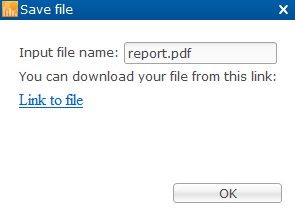 Save file
Input file name: report.pdf
You can download your file from this link:
Link to file
OK